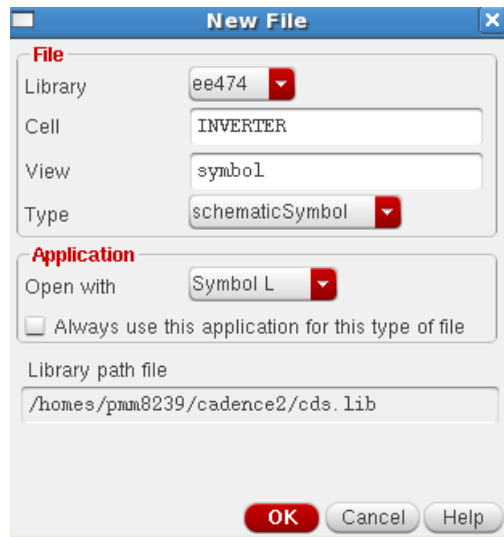 New File
File
Library ee474
Cell INVERTER
View symbol
Type schematicSymbol
Application
Open with Symbol L
Always use this application for this type of file
Library path file
/homes/pmm8239/cadence2/cds.lib
OK Cancel Help